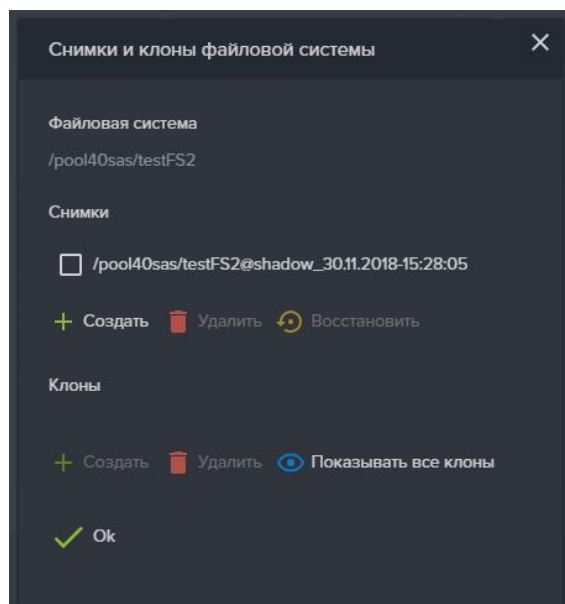 Снимки и клоны файловой системы
Файловая система
/pool40sas/testFS2
Снимки
/pool40sas/testFS2@shadow_30.11.2018-15:28:05
Создать Удалить Восстановить
Клоны
Создать Удалить Показывать все клоны
Ok